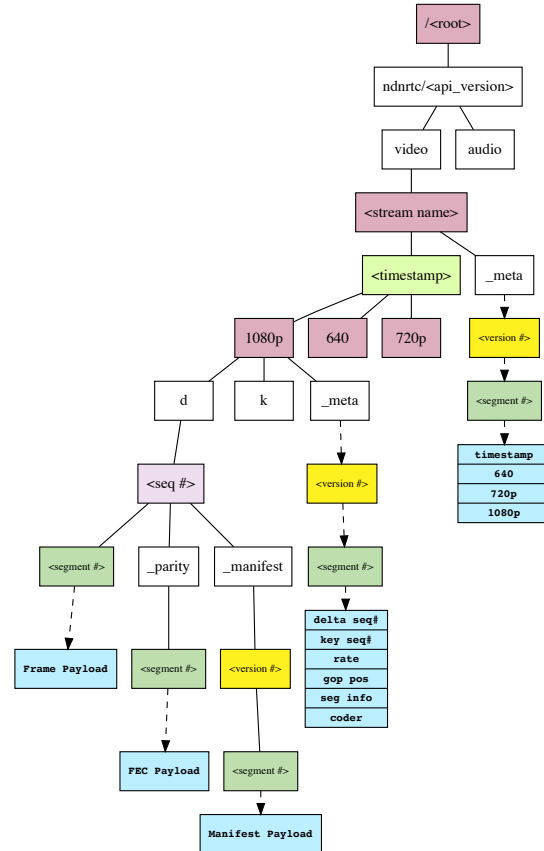 /<root>
ndnrtc/<api_version>
video
audio
<stream name>
<timestamp>
_meta
1080p
640
720p
<version #>
d
k
_meta
<segment #>
timestamp
640
720p
1080p
<seq #>
<version #>
<segment #>
_parity
_manifest
<segment #>
delta seq#
key seq#
rate
gop pos
seg info
coder
Frame Payload
<segment #>
<version #>
FEC Payload
<segment #>
Manifest Payload